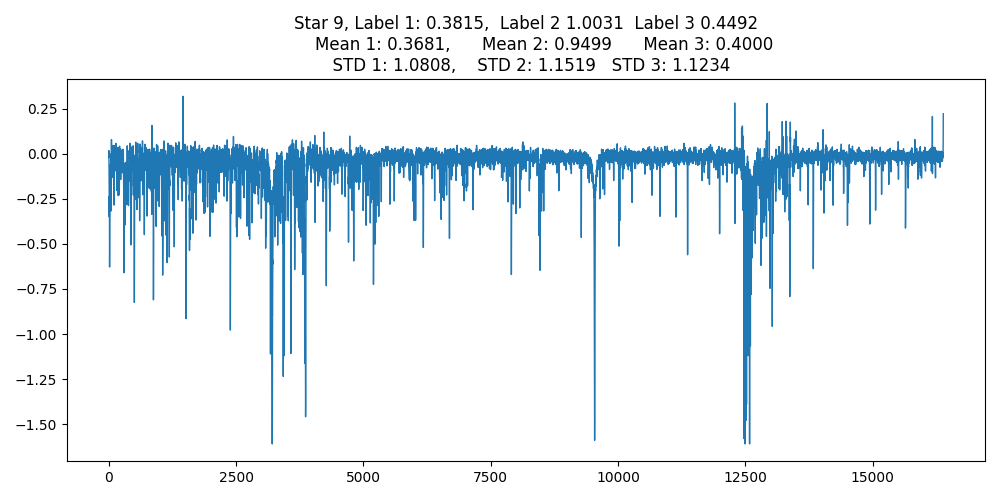 Star 9, Label 1: 0.3815,  Label 2 1.0031  Label 3 0.4492
Mean 1: 0.3681,      Mean 2: 0.9499      Mean 3: 0.4000
STD 1: 1.0808,    STD 2: 1.1519   STD 3: 1.1234
0.25
0.00
−0.25
−0.50
−0.75
−1.00
−1.25
−1.50
0 2500 5000 7500 10000 12500 15000